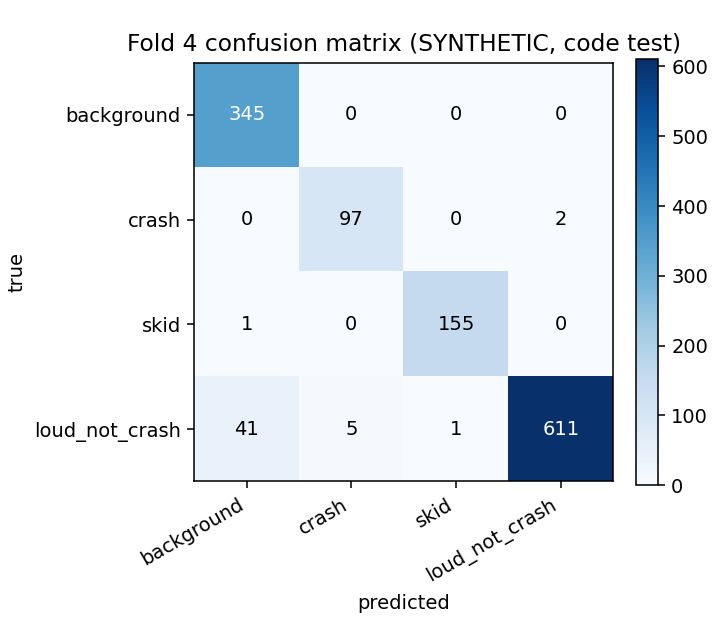 Fold 4 confusion matrix (SYNTHETIC, code test)
600
500
400
300
200
100
0
background 345 0 0 0
crash 0 97 0 2
skid 1 0 155 0
loud_not_crash 41 5 1 611
true
background
crash
skid
loud_not_crash
predicted